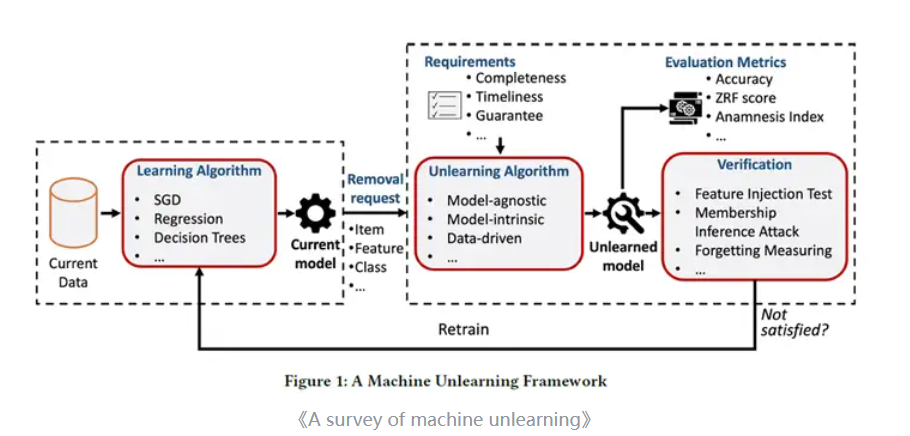 Requirements
• Completeness
• Timeliness
• Guarantee
• ...
Evaluation Metrics
• Accuracy
• ZRF score
• Anamnesis Index
• ...
Learning Algorithm
• SGD
• Regression
• Decision Trees
• ...
Current
Data
Current
model
Removal
request
•Item
•Feature
•Class
•...
Unlearning Algorithm
• Model-agnostic
• Model-intrinsic
• Data-driven
• ...
Unlearned
model
Verification
• Feature Injection Test
• Membership
Inference Attack
• Forgetting Measuring
• ...
Not
satisfied?
Retrain
Figure 1: A Machine Unlearning Framework
《A survey of machine unlearning》